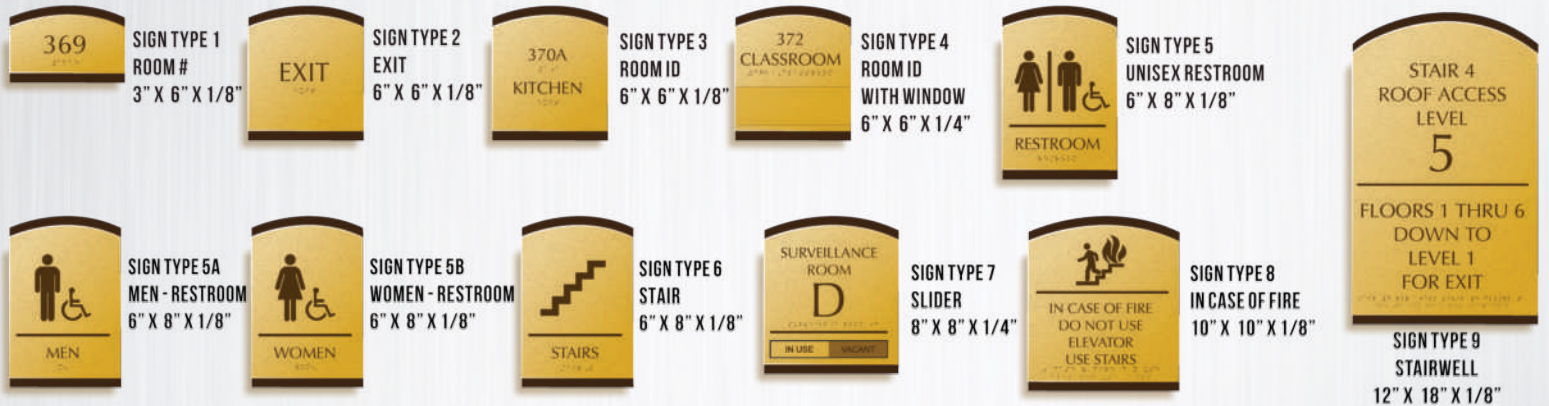 369
SIGN TYPE 1
ROOM #
3” X 6” X 1/8”
EXIT
SIGN TYPE 2
EXIT
6” X 6” X 1/8”
370A
KITCHEN
SIGN TYPE 3
ROOM ID
6” X 6” X 1/8”
372
CLASSROOM
SIGN TYPE 4
ROOM ID
WITH WINDOW
6” X 6” X 1/4”
RESTROOM
SIGN TYPE 5
UNISEX RESTROOM
6” X 8” X 1/8”
STAIR 4
ROOF ACCESS
LEVEL
5
FLOORS 1 THRU 6
DOWN TO
LEVEL 1
FOR EXIT
SIGN TYPE 9
STAIRWELL
12” X 18” X 1/8”
MEN
SIGN TYPE 5A
MEN - RESTROOM
6” X 8” X 1/8”
WOMEN
SIGN TYPE 5B
WOMEN - RESTROOM
6” X 8” X 1/8”
STAIRS
SIGN TYPE 6
STAIR
6” X 8” X 1/8”
SURVEILLANCE
ROOM
D
IN USE VACANT
SIGN TYPE 7
SLIDER
8” X 8” X 1/4”
IN CASE OF FIRE
DO NOT USE
ELEVATOR
USE STAIRS
SIGN TYPE 8
IN CASE OF FIRE
10” X 10” X 1/8”